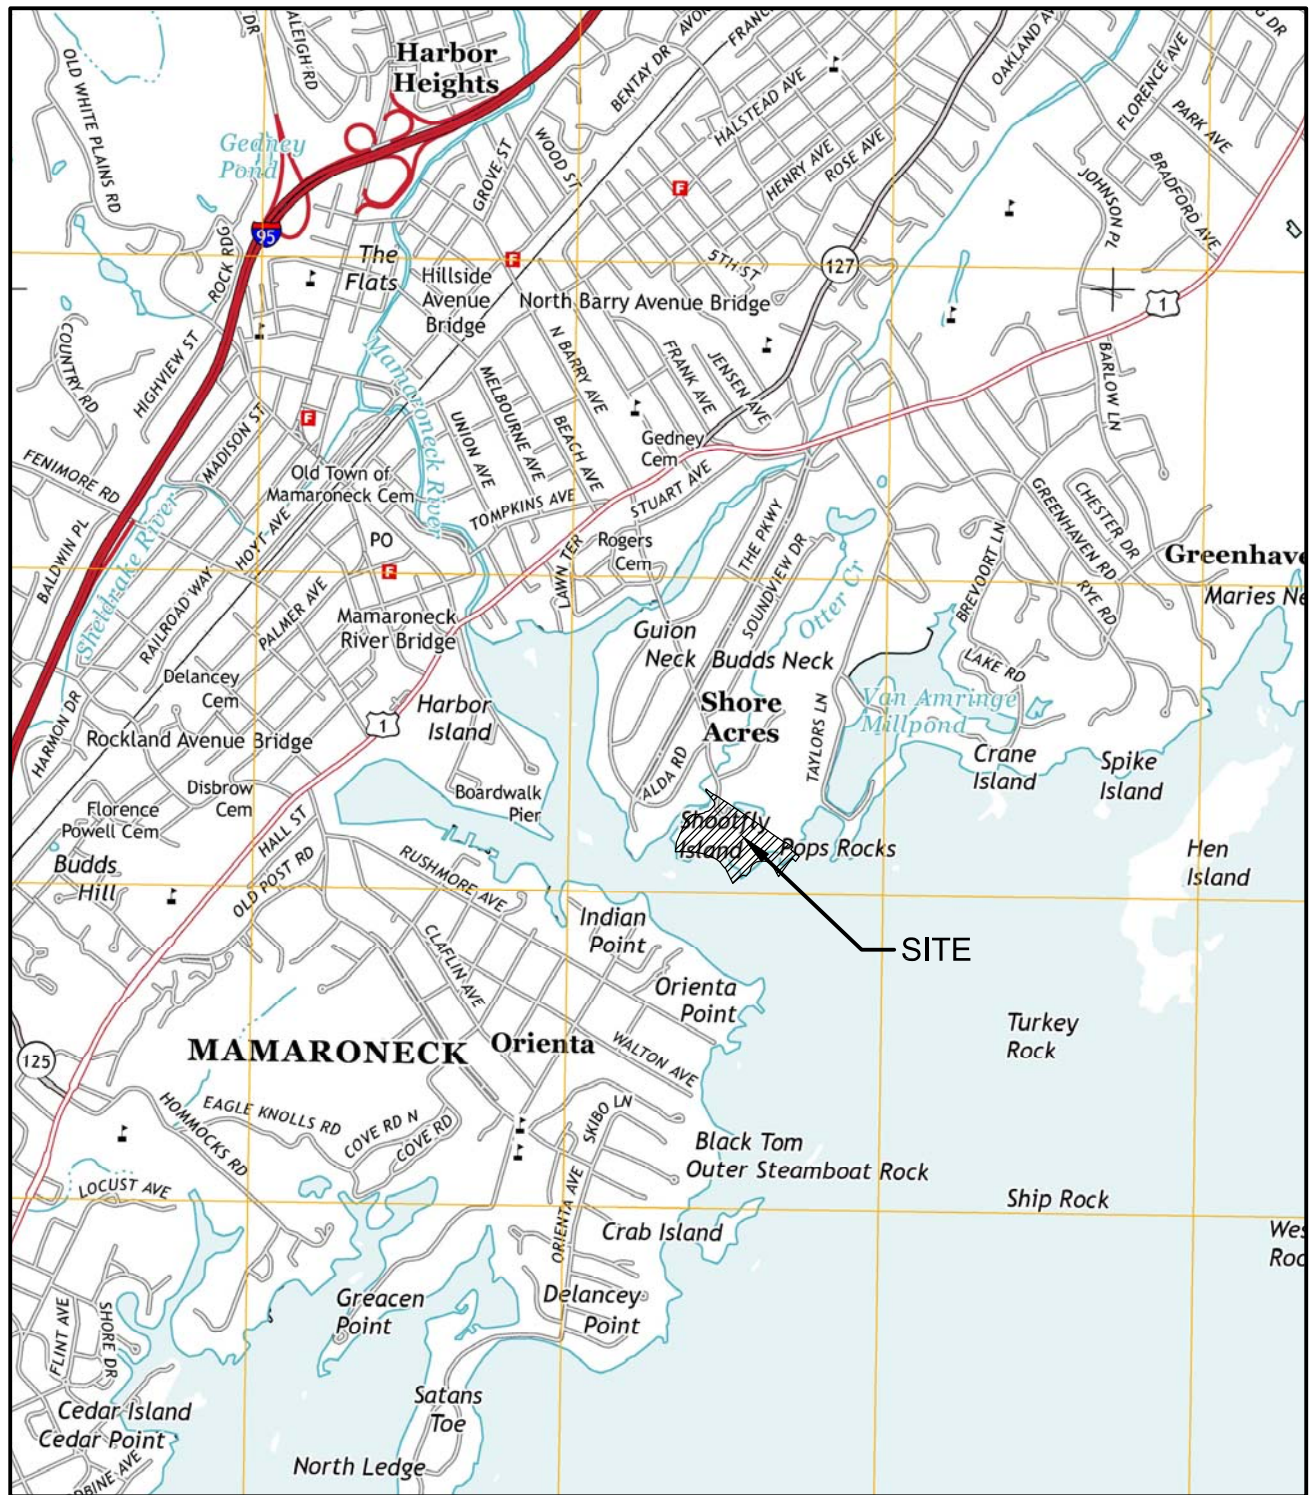 Harbor
Heights
DR
RALEIGH RD
AVOR
FRANC
BENTAY DR
OAKLAND AV
G DR
OLD WHITE PLAINS RD
Gedney
Pond
HALSTEAD AVE
FLORENCE AVE
PARK AVE
GROVE ST
WOOD ST
F
HENRY AVE
ROSE AVE
JOHNSON PL
BRADFORD AVE
95
ROCK RDG
The
Flats
F
Hillside
Avenue
Bridge
5TH ST
127
North Barry Avenue Bridge
1
COUNTRY RD
HIGHVIEW ST
Mamaroneck River
N BARRY AVE
FRANK AVE
JENSEN AVE
BARLOW LN
MELBOURNE AVE
UNION AVE
BEACH AVE
MADISON ST
F
Gedney
Cem
FENIMORE RD
Old Town of
Mamaroneck Cem
TOMPKINS AVE
STUART AVE
THE PKWY
GREENHAVEN RD
CHESTER DR
BALDWIN PL
Sheldrake River
HOYT AVE
PO
F
LAWN TER
Rogers
Cem
SOUNDVIEW DR
Otter Cr
BREVOORT LN
RYE RD
Greenhave
Maries Ne
RAILROAD WAY
PALMER AVE
Mamaroneck
River Bridge
Guion
Neck
Budds Neck
LAKE RD
Delancey
Cem
Harbor
Island
Shore
Acres
TAYLORS LN
Van Amringe
Millpond
HARMON DR
Rockland Avenue Bridge
1
Crane
Island
Spike
Island
Disbrow
Cem
Boardwalk
Pier
ALDA RD
Florence
Powell Cem
HALL ST
Shootfly
Island
Pops Rocks
Hen
Island
Budds
Hill
OLD POST RD
RUSHMORE AVE
Indian
Point
SITE
CLAFLIN AVE
Orienta
Point
Turkey
Rock
MAMARONECK
Orienta
WALTON AVE
125
HOMMOCKS RD
EAGLE KNOLLS RD
COVE RD N
COVE RD
SKIBO LN
Black Tom
Outer Steamboat Rock
LOCUST AVE
ORIENTA AVE
Ship Rock
Crab Island
Wes
Roc
Greacen
Point
Delancey
Point
FLINT AVE
SHORE DR
Satans
Toe
Cedar Island
Cedar Point
DBINE AVE
North Ledge